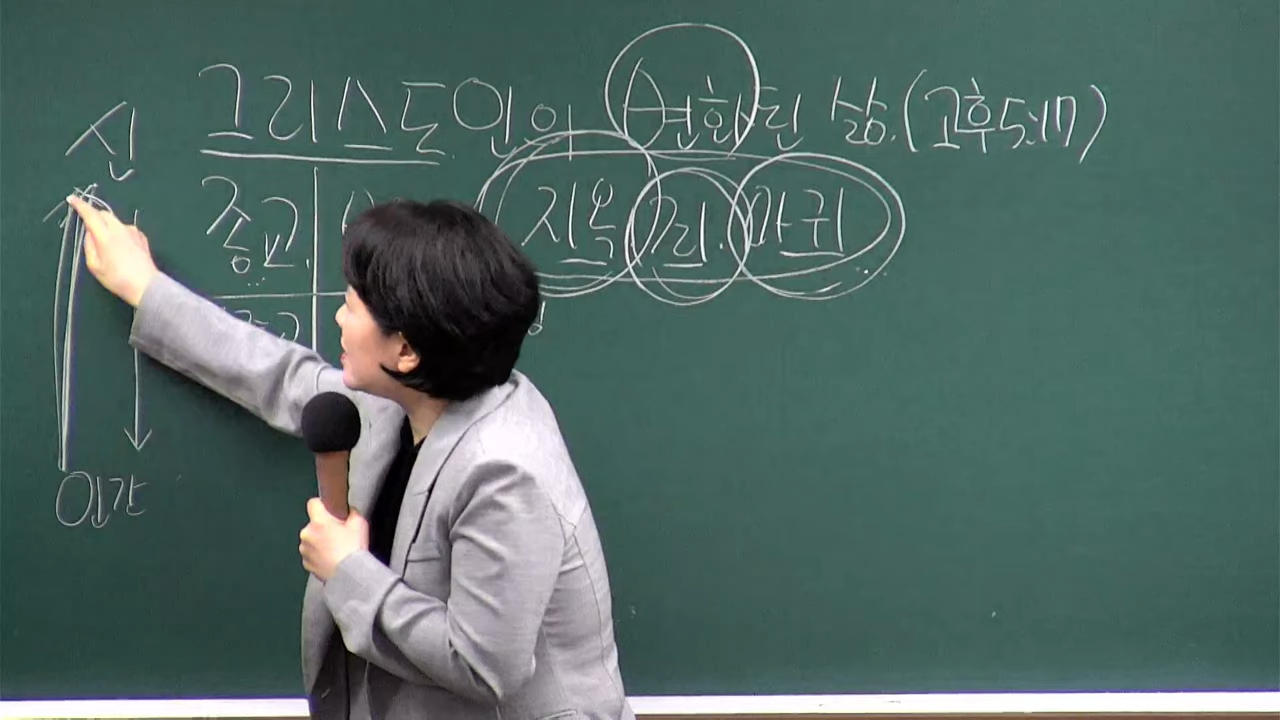 그리스도인의 변화된 삶.(고후5:17)
신
종교. 지옥. 죄. 마귀
인간